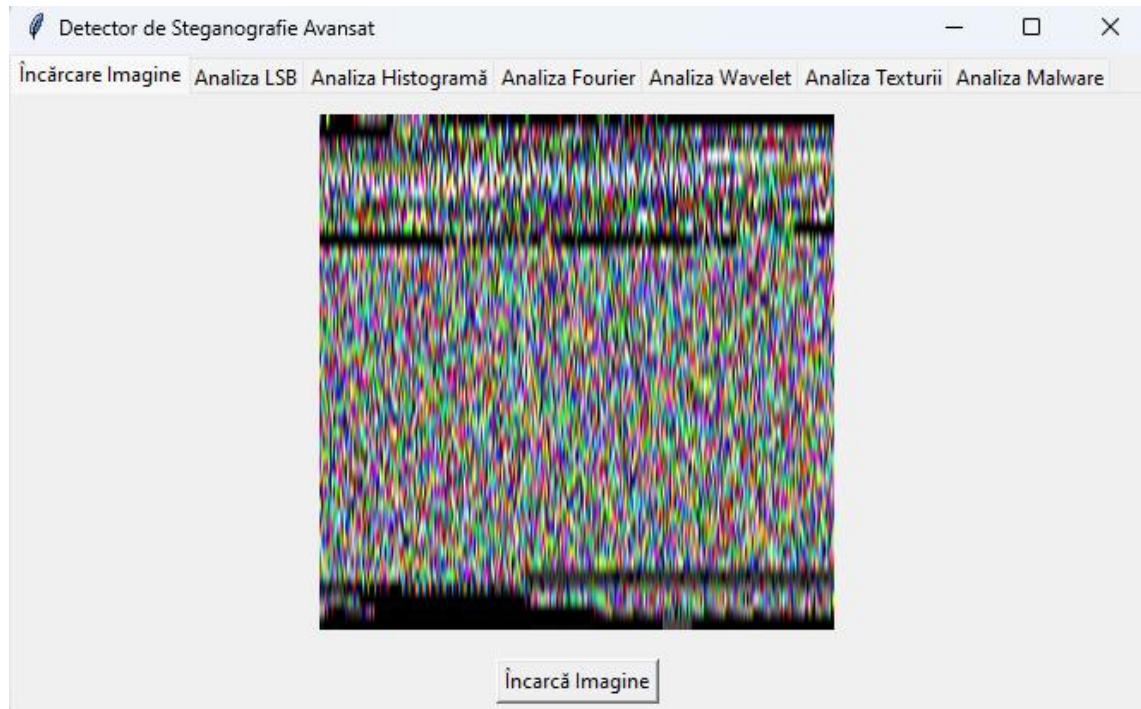 Detector de Steganografie Avansat
Încărcare Imagine Analiza LSB Analiza Histogramă Analiza Fourier Analiza Wavelet Analiza Texturii Analiza Malware
Încarcă Imagine